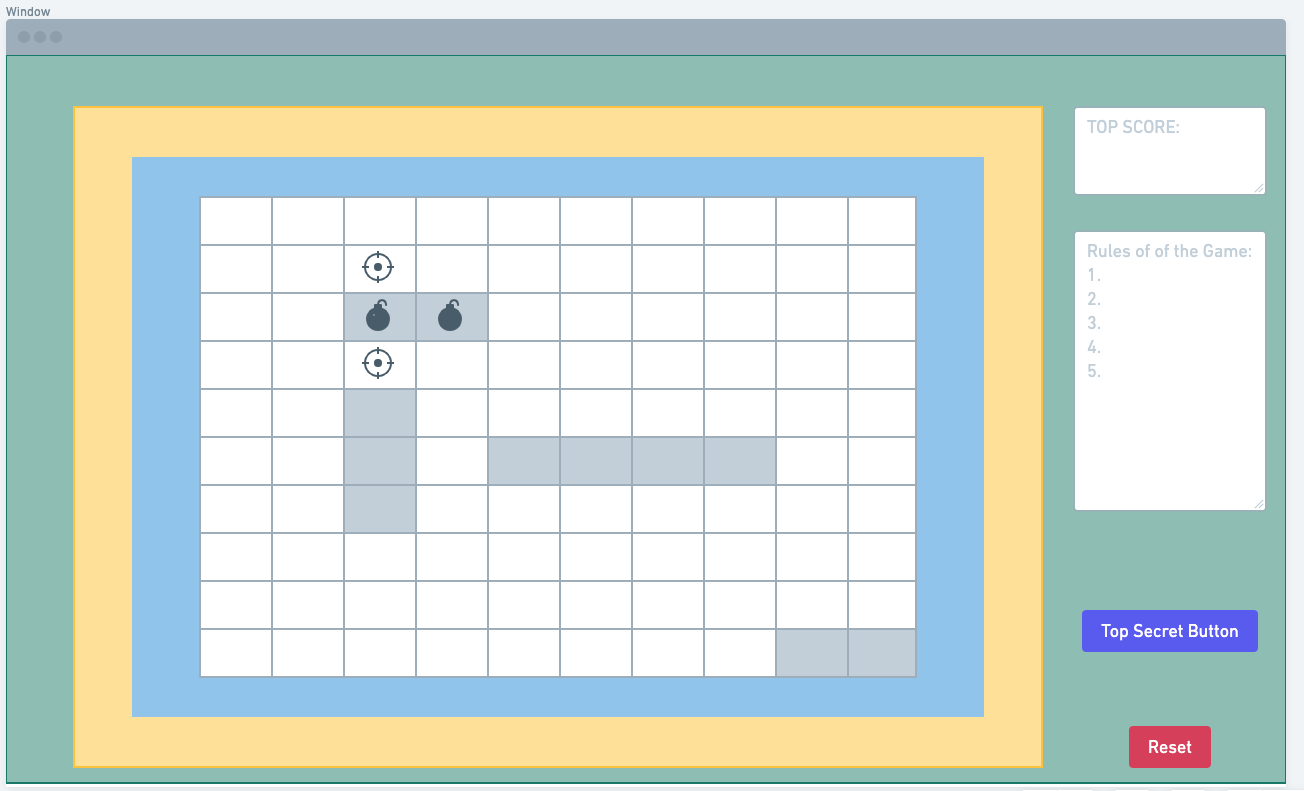 Window
TOP SCORE:
Rules of of the Game:
1.
2.
3.
4.
5.
Top Secret Button
Reset